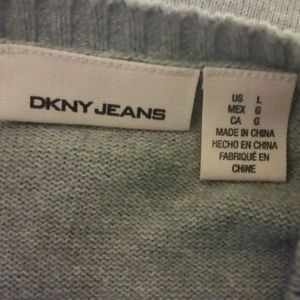 DKNY JEANS
US L
MEX G
CA G
MADE IN CHINA
HECHO EN CHINA
FABRIQUÉ EN
CHINE